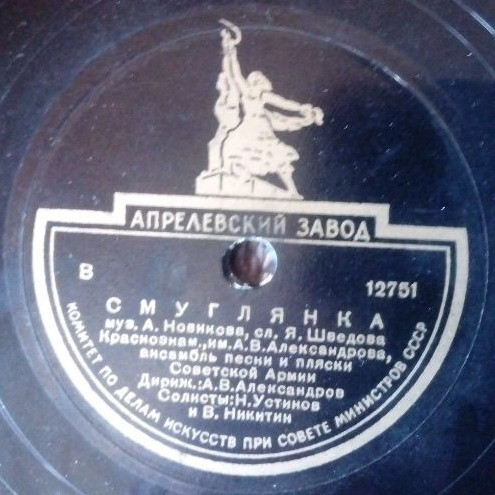 АПРЕЛЕВСКИЙ ЗАВОД
В 12751
СМУГЛЯНКА
муз. А. Новикова, сл. Я. Шведова
Краснознам., им. А.В.Александрова,
ансамбль песни и пляски
Советской Армии
Дириж.: А.В.Александров
Солисты: Н.Устинов
и В. Никитин
КОМИТЕТ ПО ДЕЛАМ ИСКУССТВ ПРИ СОВЕТЕ МИНИСТРОВ СССР